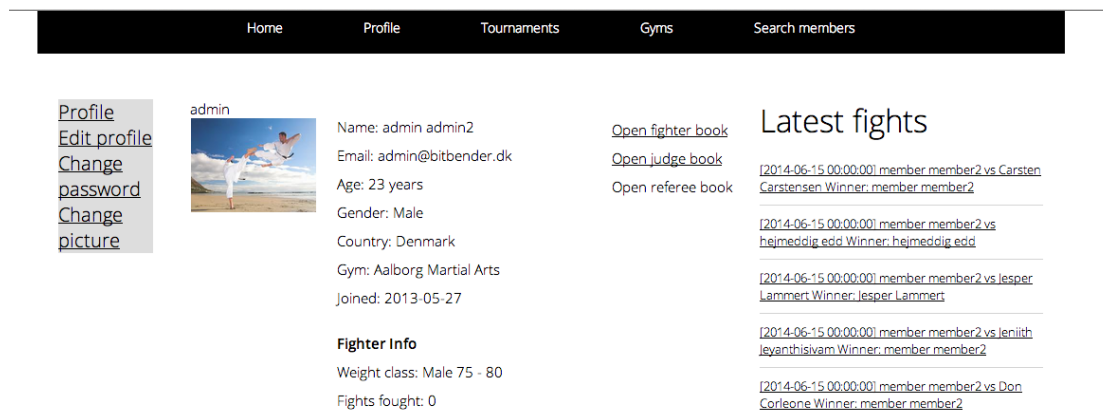 Home Profile Tournaments Gyms Search members
Profile
Edit profile
Change
password
Change
picture
admin
Name: admin admin2
Email: admin@bitbender.dk
Age: 23 years
Gender: Male
Country: Denmark
Gym: Aalborg Martial Arts
Joined: 2013-05-27
Fighter Info
Weight class: Male 75 - 80
Fights fought: 0
Open fighter book
Open judge book
Open referee book
Latest fights
[2014-06-15 00:00:00] member member2 vs Carsten
Carstensen Winner: member member2
[2014-06-15 00:00:00] member member2 vs
hejmeddig edd Winner: hejmeddig edd
[2014-06-15 00:00:00] member member2 vs Jesper
Lammert Winner: Jesper Lammert
[2014-06-15 00:00:00] member member2 vs Jeniith
Jeyanthisivam Winner: member member2
[2014-06-15 00:00:00] member member2 vs Don
Corleone Winner: member member2